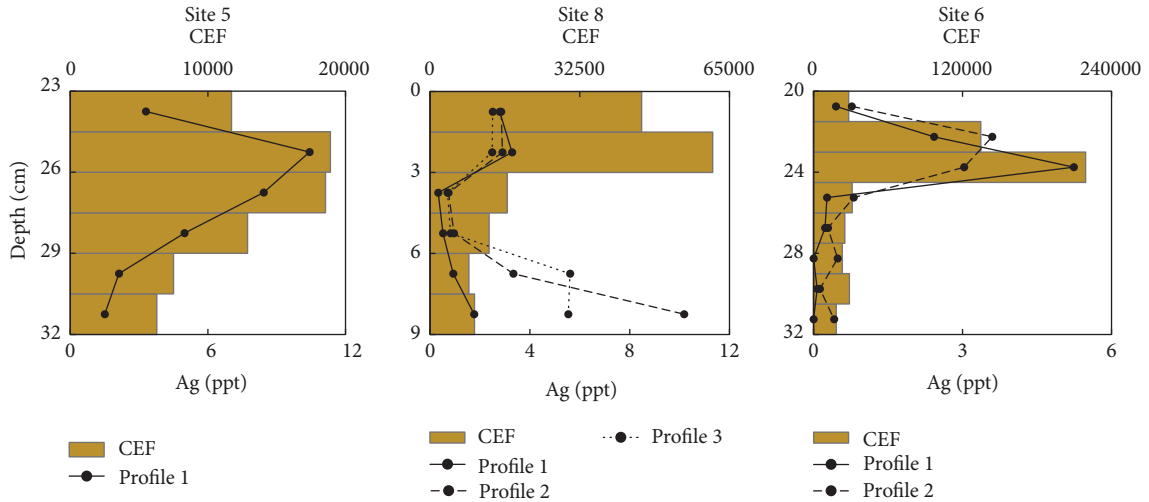 Site 5
CEF
0 10000 20000
23
26
29
32
Depth (cm)
0 6 12
Ag (ppt)
CEF
Profile 1
Site 8
CEF
0 32500 65000
0
3
6
9
0 4 8 12
Ag (ppt)
CEF
Profile 1
Profile 2
Profile 3
Site 6
CEF
0 120000 240000
20
24
28
32
0 3 6
Ag (ppt)
CEF
Profile 1
Profile 2